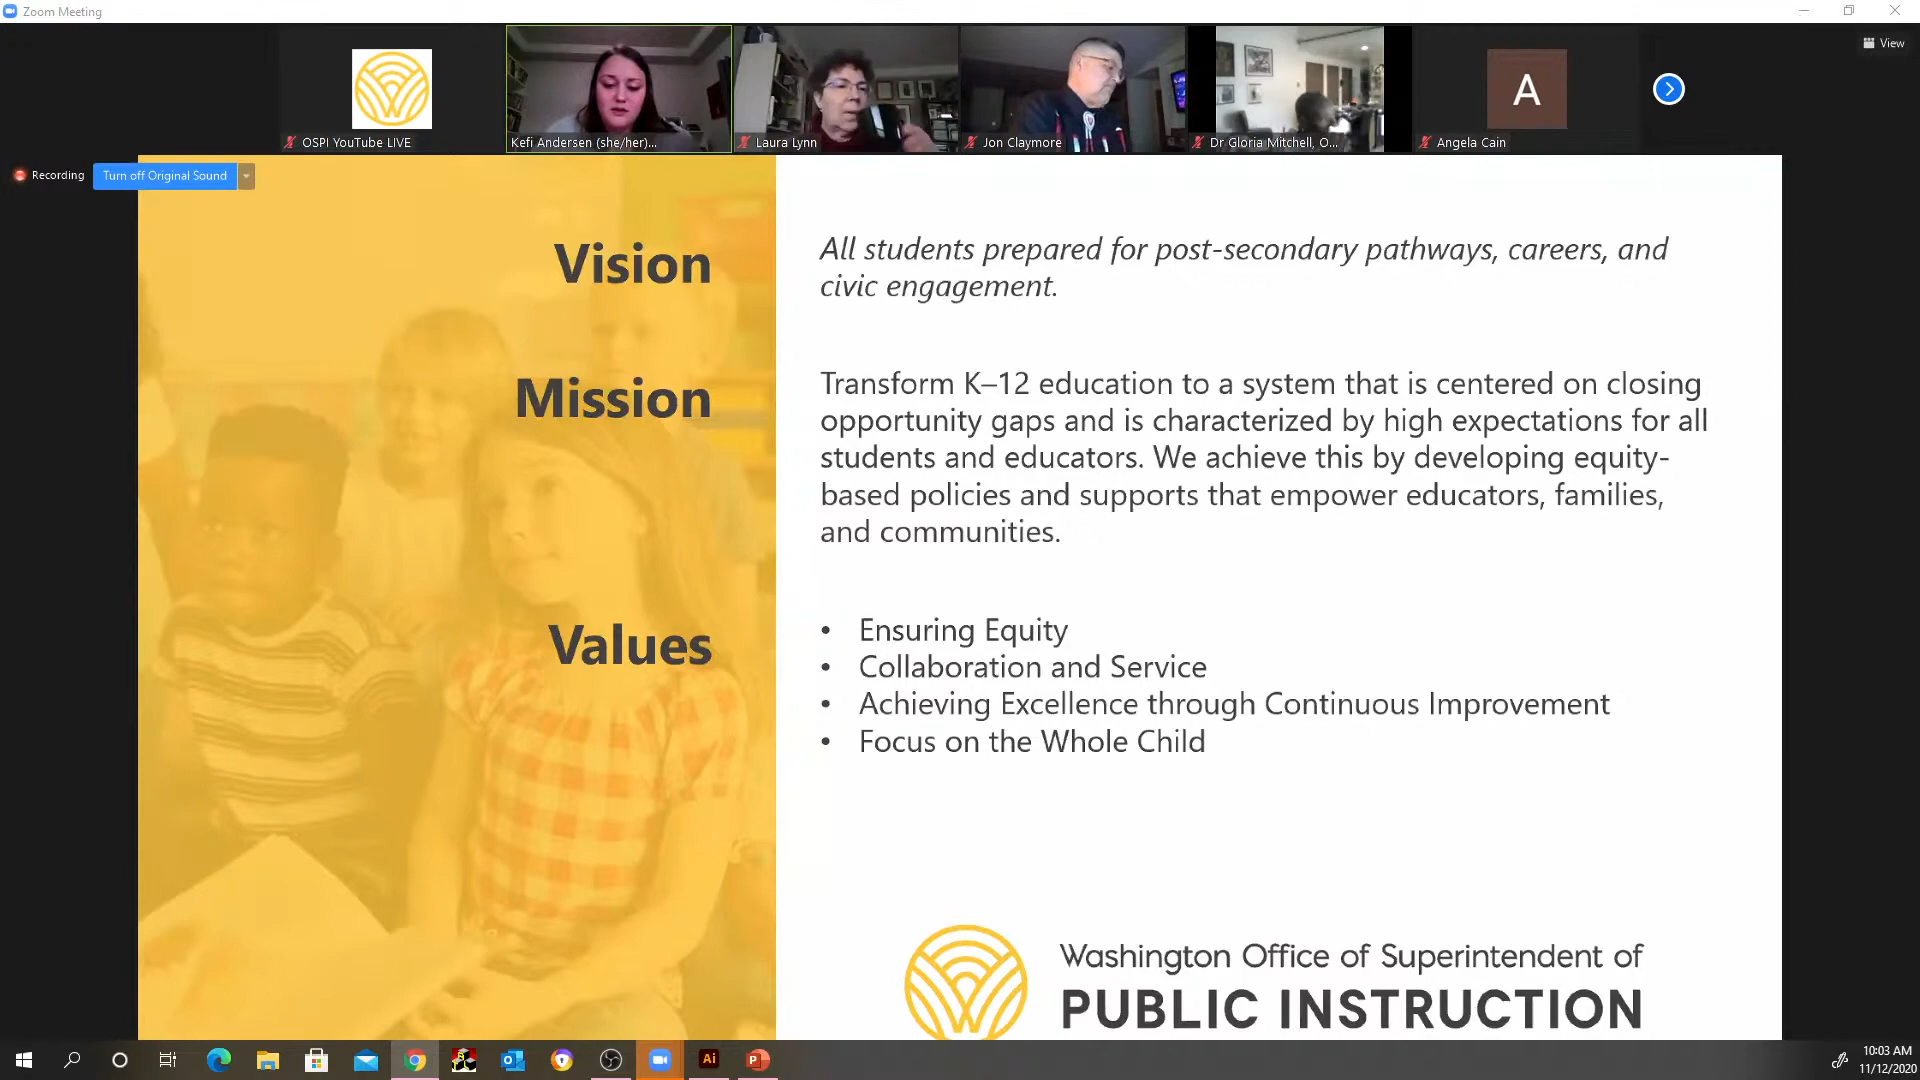 Zoom Meeting
View
OSPI YouTube LIVE
Kefi Andersen (she/her)...
Laura Lynn
Jon Claymore
Dr Gloria Mitchell, O...
A
Angela Cain
Recording
Turn off Original Sound
Vision
All students prepared for post-secondary pathways, careers, and
civic engagement.
Mission
Transform K–12 education to a system that is centered on closing
opportunity gaps and is characterized by high expectations for all
students and educators. We achieve this by developing equity-
based policies and supports that empower educators, families,
and communities.
Values
• Ensuring Equity
• Collaboration and Service
• Achieving Excellence through Continuous Improvement
• Focus on the Whole Child
Washington Office of Superintendent of
PUBLIC INSTRUCTION
Ai
P
10:03 AM
11/12/2020